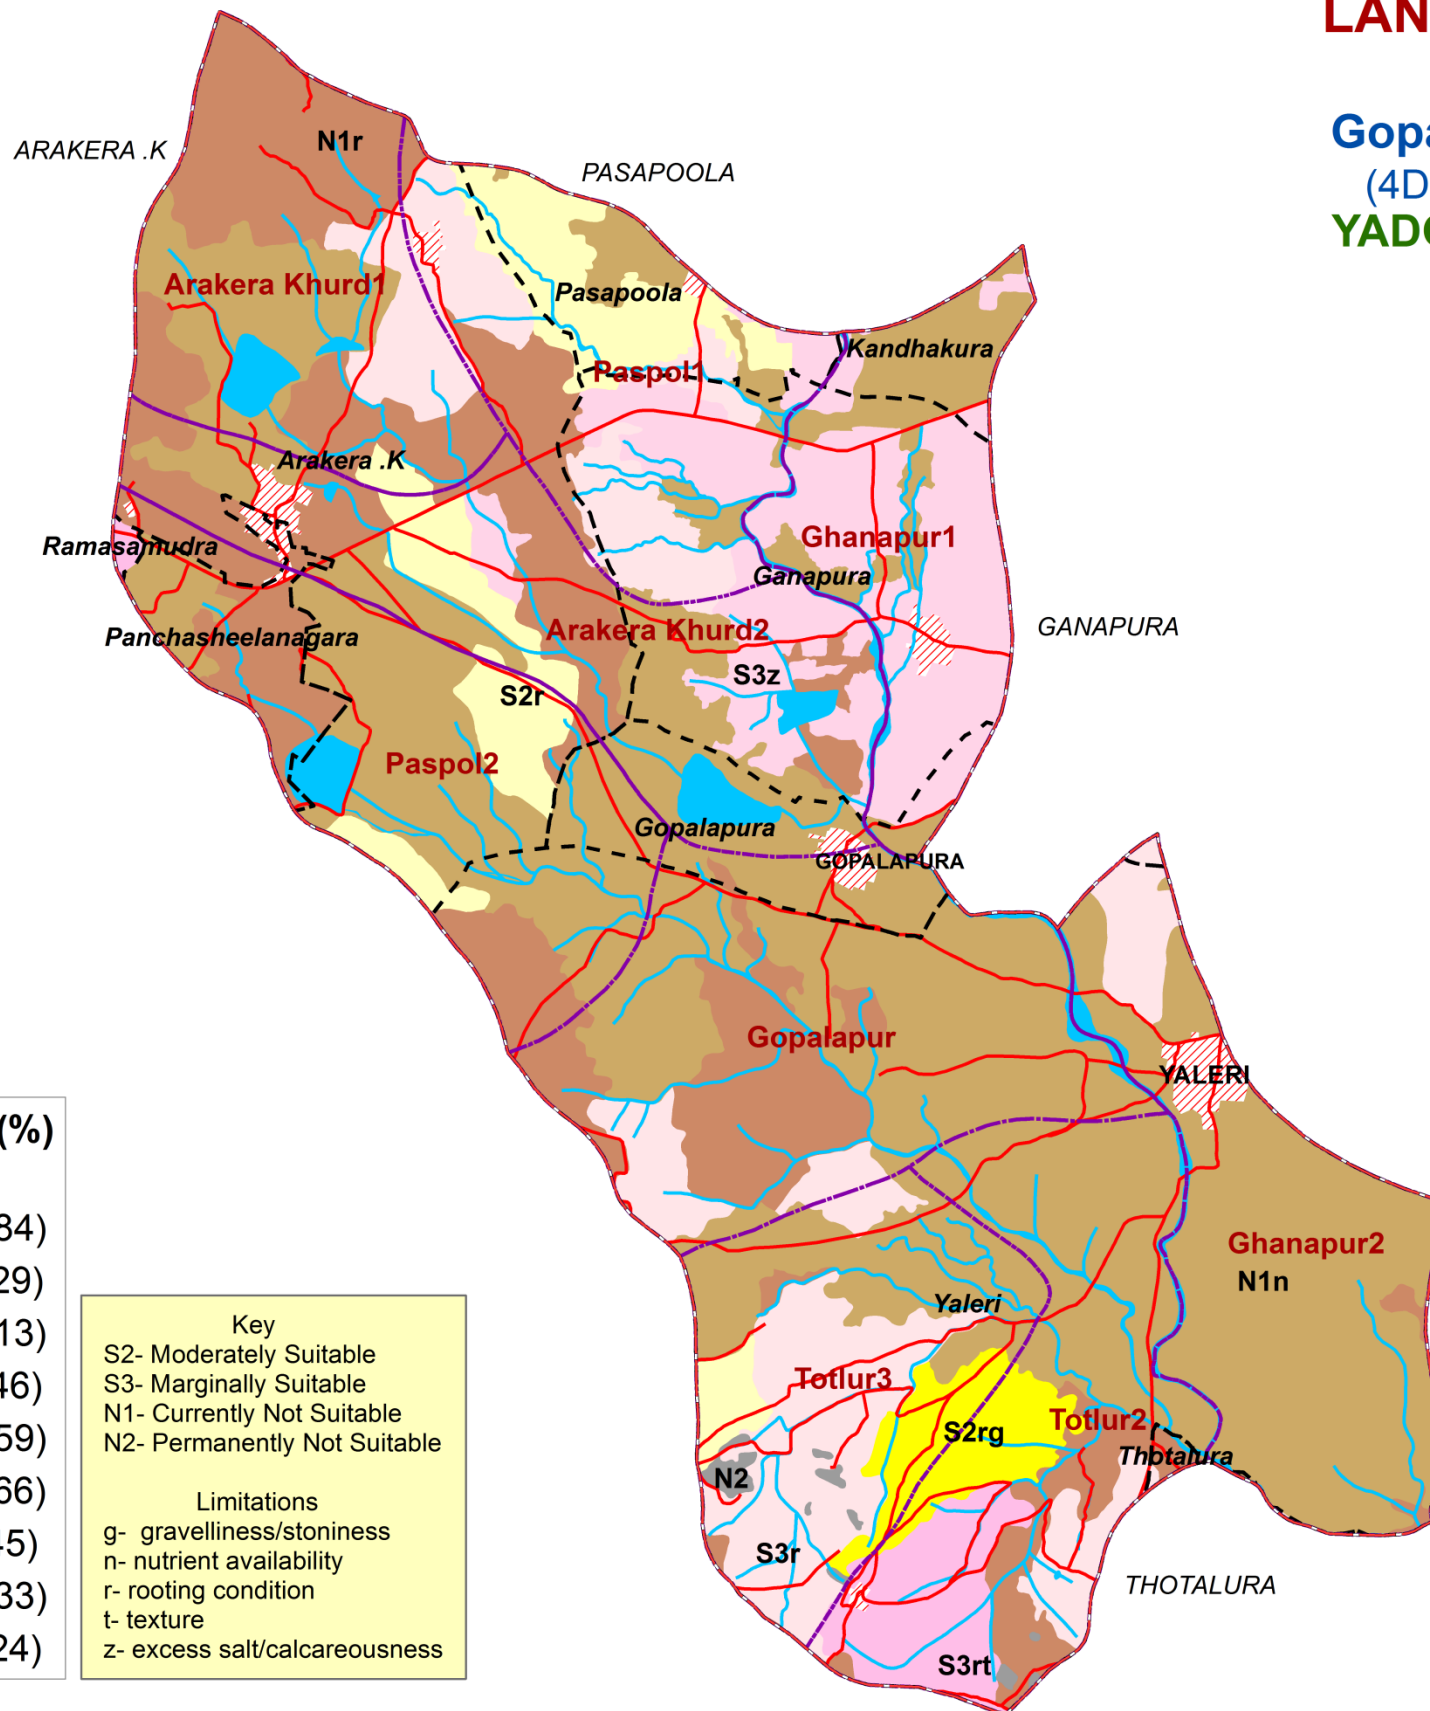 LAN
Gopa
(4D
YADG
ARAKERA .K
N1r
PASAPOOLA
Arakera Khurd1
Pasapoola
Kandhakura
Paspol1
Arakera .K
Ramasamudra
Ghanapur1
Ganapura
Panchasheelanagara
Arakera Khurd2
GANAPURA
S3z
S2r
Paspol2
Gopalapura
GOPALAPURA
Gopalapur
YALERI
Ghanapur2
N1n
Yaleri
Totlur3
Totlur2
S2rg
Thotalura
N2
S3r
THOTALURA
S3rt
(%)
84)
29)
13)
46)
59)
66)
45)
33)
24)
Key
S2- Moderately Suitable
S3- Marginally Suitable
N1- Currently Not Suitable
N2- Permanently Not Suitable
Limitations
g- gravelliness/stoniness
n- nutrient availability
r- rooting condition
t- texture
z- excess salt/calcareousness